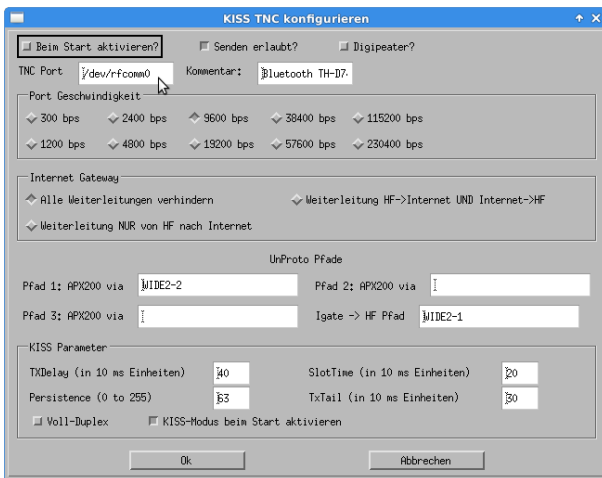 KISS TNC konfigurieren
Beim Start aktivieren? Senden erlaubt? Digipeater?
TNC Port /dev/rfcomm0 Kommentar: Bluetooth TH-D7
Port Geschwindigkeit
300 bps 2400 bps 9600 bps 38400 bps 115200 bps
1200 bps 4800 bps 19200 bps 57600 bps 230400 bps
Internet Gateway
Alle Weiterleitungen verhindern Weiterleitung HF->Internet UND Internet->HF
Weiterleitung NUR von HF nach Internet
UnProto Pfade
Pfad 1: APX200 via WIDE2-2 Pfad 2: APX200 via
Pfad 3: APX200 via Igate -> HF Pfad WIDE2-1
KISS Parameter
TXDelay (in 10 ms Einheiten) 40 SlotTime (in 10 ms Einheiten) 20
Persistence (0 to 255) 63 TxTail (in 10 ms Einheiten) 30
Voll-Duplex KISS-Modus beim Start aktivieren
Ok Abbrechen